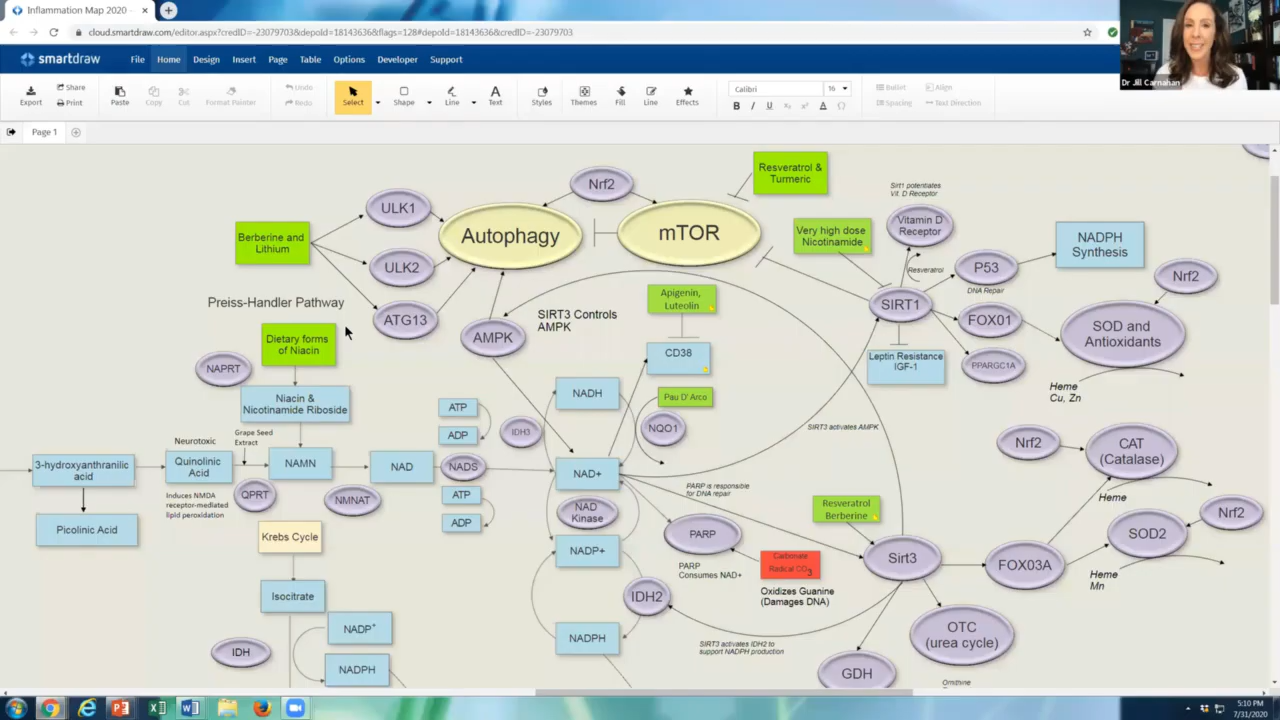 Inflammation Map 2020 -
cloud.smartdraw.com/editor.aspx?credID=-23079703&depoId=18143636&flags=128#depoId=18143636&credID=-23079703
Dr Jill Carnahan
smartdraw
File Home Design Insert Page Table Options Developer Support
Export
Share
Print
Paste
Copy
Cut
Format Painter
Undo
Redo
Select
Shape
Line
Text
Styles
Themes
Fill
Line
Effects
Calibri
16
B I U x₂ x² A
Bullet
Align
Spacing
Text Direction
Page 1
Nrf2
Resveratrol &
Turmeric
ULK1
Autophagy
mTOR
Berberine and
Lithium
ULK2
Very high dose
Nicotinamide
Sirt1 potentiates
Vit. D Receptor
Vitamin D
Receptor
Resveratrol
P53
DNA Repair
NADPH
Synthesis
Nrf2
Preiss-Handler Pathway
ATG13
AMPK
SIRT3 Controls
AMPK
Apigenin,
Luteolin
SIRT1
FOX01
SOD and
Antioxidants
Dietary forms
of Niacin
NAPRT
CD38
Leptin Resistance
IGF-1
PPARGC1A
Heme
Cu, Zn
Niacin &
Nicotinamide Riboside
NADH
Pau D' Arco
NQO1
ATP
ADP
IDH3
SIRT3 activates AMPK
Nrf2
CAT
(Catalase)
Heme
Neurotoxic
Grape Seed
Extract
3-hydroxyanthranilic
acid
Quinolinic
Acid
NAMN
NAD
NADS
NAD+
Induces NMDA
receptor-mediated
lipid peroxidation
QPRT
NMNAT
ATP
ADP
NAD
Kinase
PARP is responsible
for DNA repair
Resveratrol
Berberine
Nrf2
Picolinic Acid
Krebs Cycle
NADP+
PARP
PARP
Consumes NAD+
Carbonate
Radical CO3
Oxidizes Guanine
(Damages DNA)
Sirt3
FOX03A
SOD2
Heme
Mn
Isocitrate
IDH2
NADP+
NADPH
IDH
NADPH
SIRT3 activates IDH2 to
support NADPH production
OTC
(urea cycle)
GDH
Ornithine
5:10 PM
7/31/2020